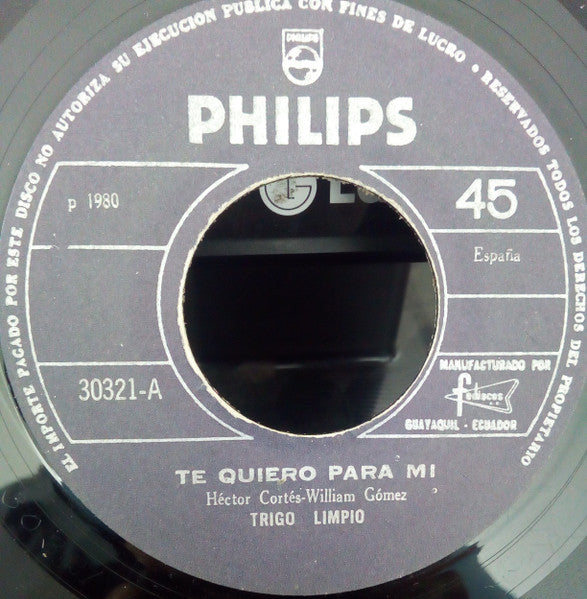 EL IMPORTE PAGADO POR ESTE DISCO NO AUTORIZA SU EJECUCION PUBLICA CON FINES DE LUCRO • RESERVADOS TODOS LOS DERECHOS DEL PROPIETARIO
PHILIPS
PHILIPS
p 1980
45
España
30321-A
MANUFACTURADO POR
fediscos
GUAYAQUIL - ECUADOR
TE QUIERO PARA MI
Héctor Cortés-William Gómez
TRIGO LIMPIO